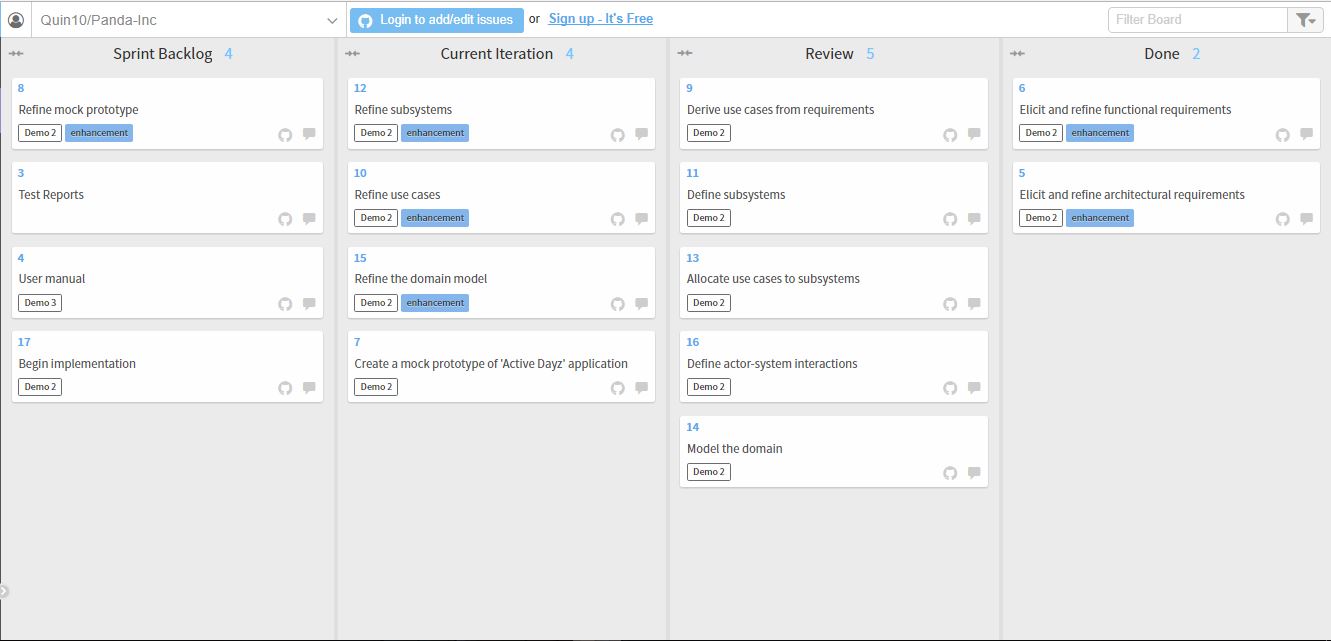 Quin10/Panda-Inc
Login to add/edit issues or Sign up - It's Free
Filter Board
Sprint Backlog 4
8
Refine mock prototype
Demo 2 enhancement
3
Test Reports
4
User manual
Demo 3
17
Begin implementation
Demo 2
Current Iteration 4
12
Refine subsystems
Demo 2 enhancement
10
Refine use cases
Demo 2 enhancement
15
Refine the domain model
Demo 2 enhancement
7
Create a mock prototype of 'Active Dayz' application
Demo 2
Review 5
9
Derive use cases from requirements
Demo 2
11
Define subsystems
Demo 2
13
Allocate use cases to subsystems
Demo 2
16
Define actor-system interactions
Demo 2
14
Model the domain
Demo 2
Done 2
6
Elicit and refine functional requirements
Demo 2 enhancement
5
Elicit and refine architectural requirements
Demo 2 enhancement